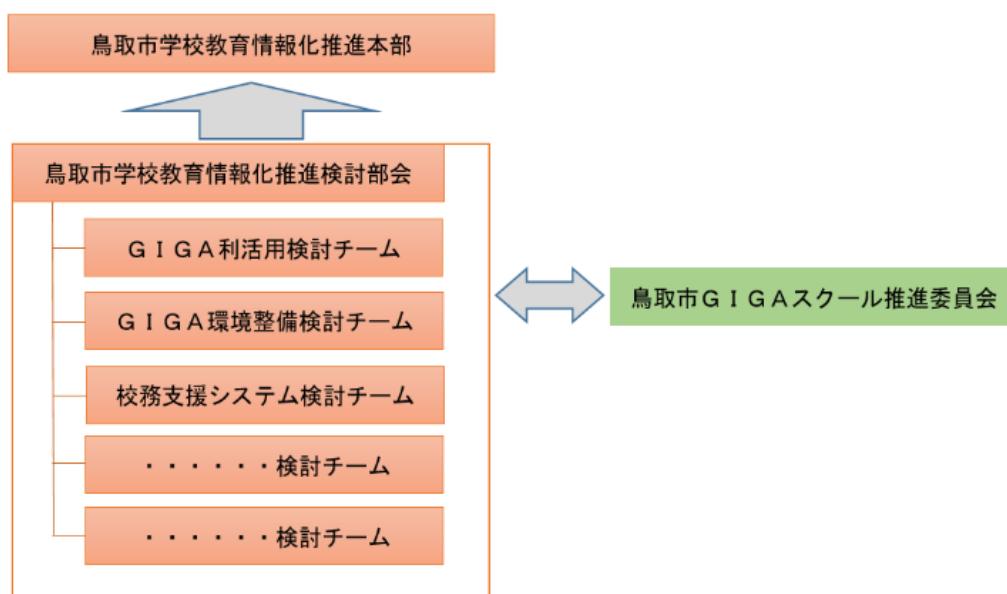 鳥取市学校教育情報化推進本部
鳥取市学校教育情報化推進検討部会
ＧＩＧＡ利活用検討チーム
ＧＩＧＡ環境整備検討チーム
校務支援システム検討チーム
・・・・・・検討チーム
・・・・・・検討チーム
鳥取市ＧＩＧＡスクール推進委員会